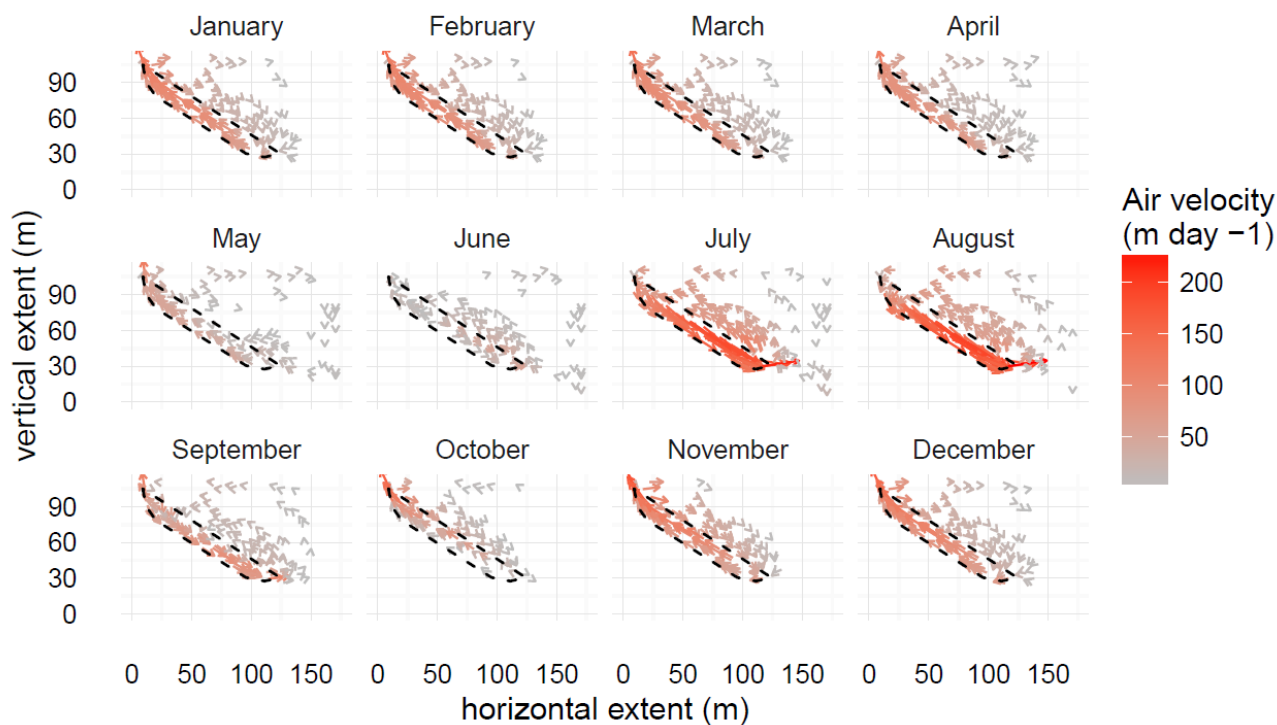 January
February
March
April
90
60
30
0
May
June
July
August
90
60
30
0
September
October
November
December
90
60
30
0
0
50
100
150
0
50
100
150
0
50
100
150
0
50
100
150
horizontal extent (m)
vertical extent (m)
Air velocity
(m day −1)
200
150
100
50